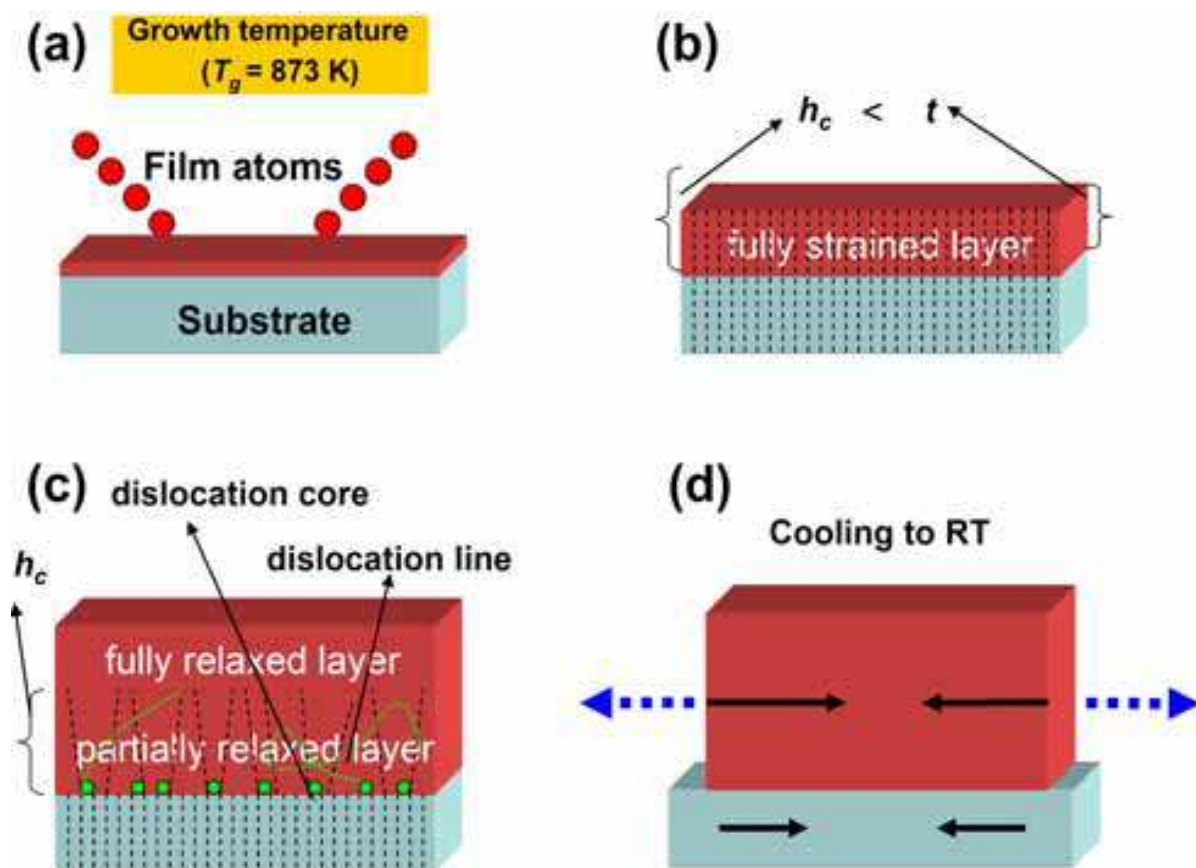 (a)
Growth temperature
(T_g = 873 K)
Film atoms
Substrate
(b)
h_c < t
fully strained layer
(c)
dislocation core
dislocation line
h_c
fully relaxed layer
partially relaxed layer
(d)
Cooling to RT